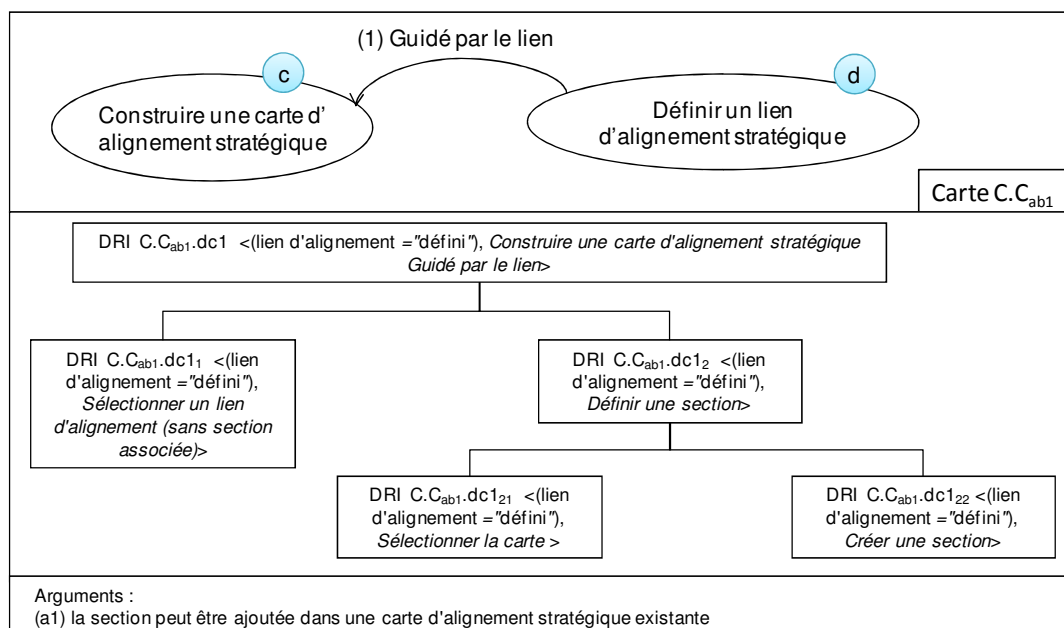 (1) Guidé par le lien
c
d
Construire une carte d'
alignement stratégique
Définir un lien
d'alignement stratégique
Carte C.Cab1
DRI C.Cab1.dc1 <(lien d'alignement ="défini"), Construire une carte d'alignement stratégique
Guidé par le lien>
DRI C.Cab1.dc11 <(lien
d'alignement ="défini"),
Sélectionner un lien
d'alignement (sans section
associée)>
DRI C.Cab1.dc12 <(lien
d'alignement ="défini"),
Définir une section>
DRI C.Cab1.dc121 <(lien
d'alignement ="défini"),
Sélectionner la carte >
DRI C.Cab1.dc122 <(lien
d'alignement ="défini"),
Créer une section>
Arguments :
(a1) la section peut être ajoutée dans une carte d'alignement stratégique existante